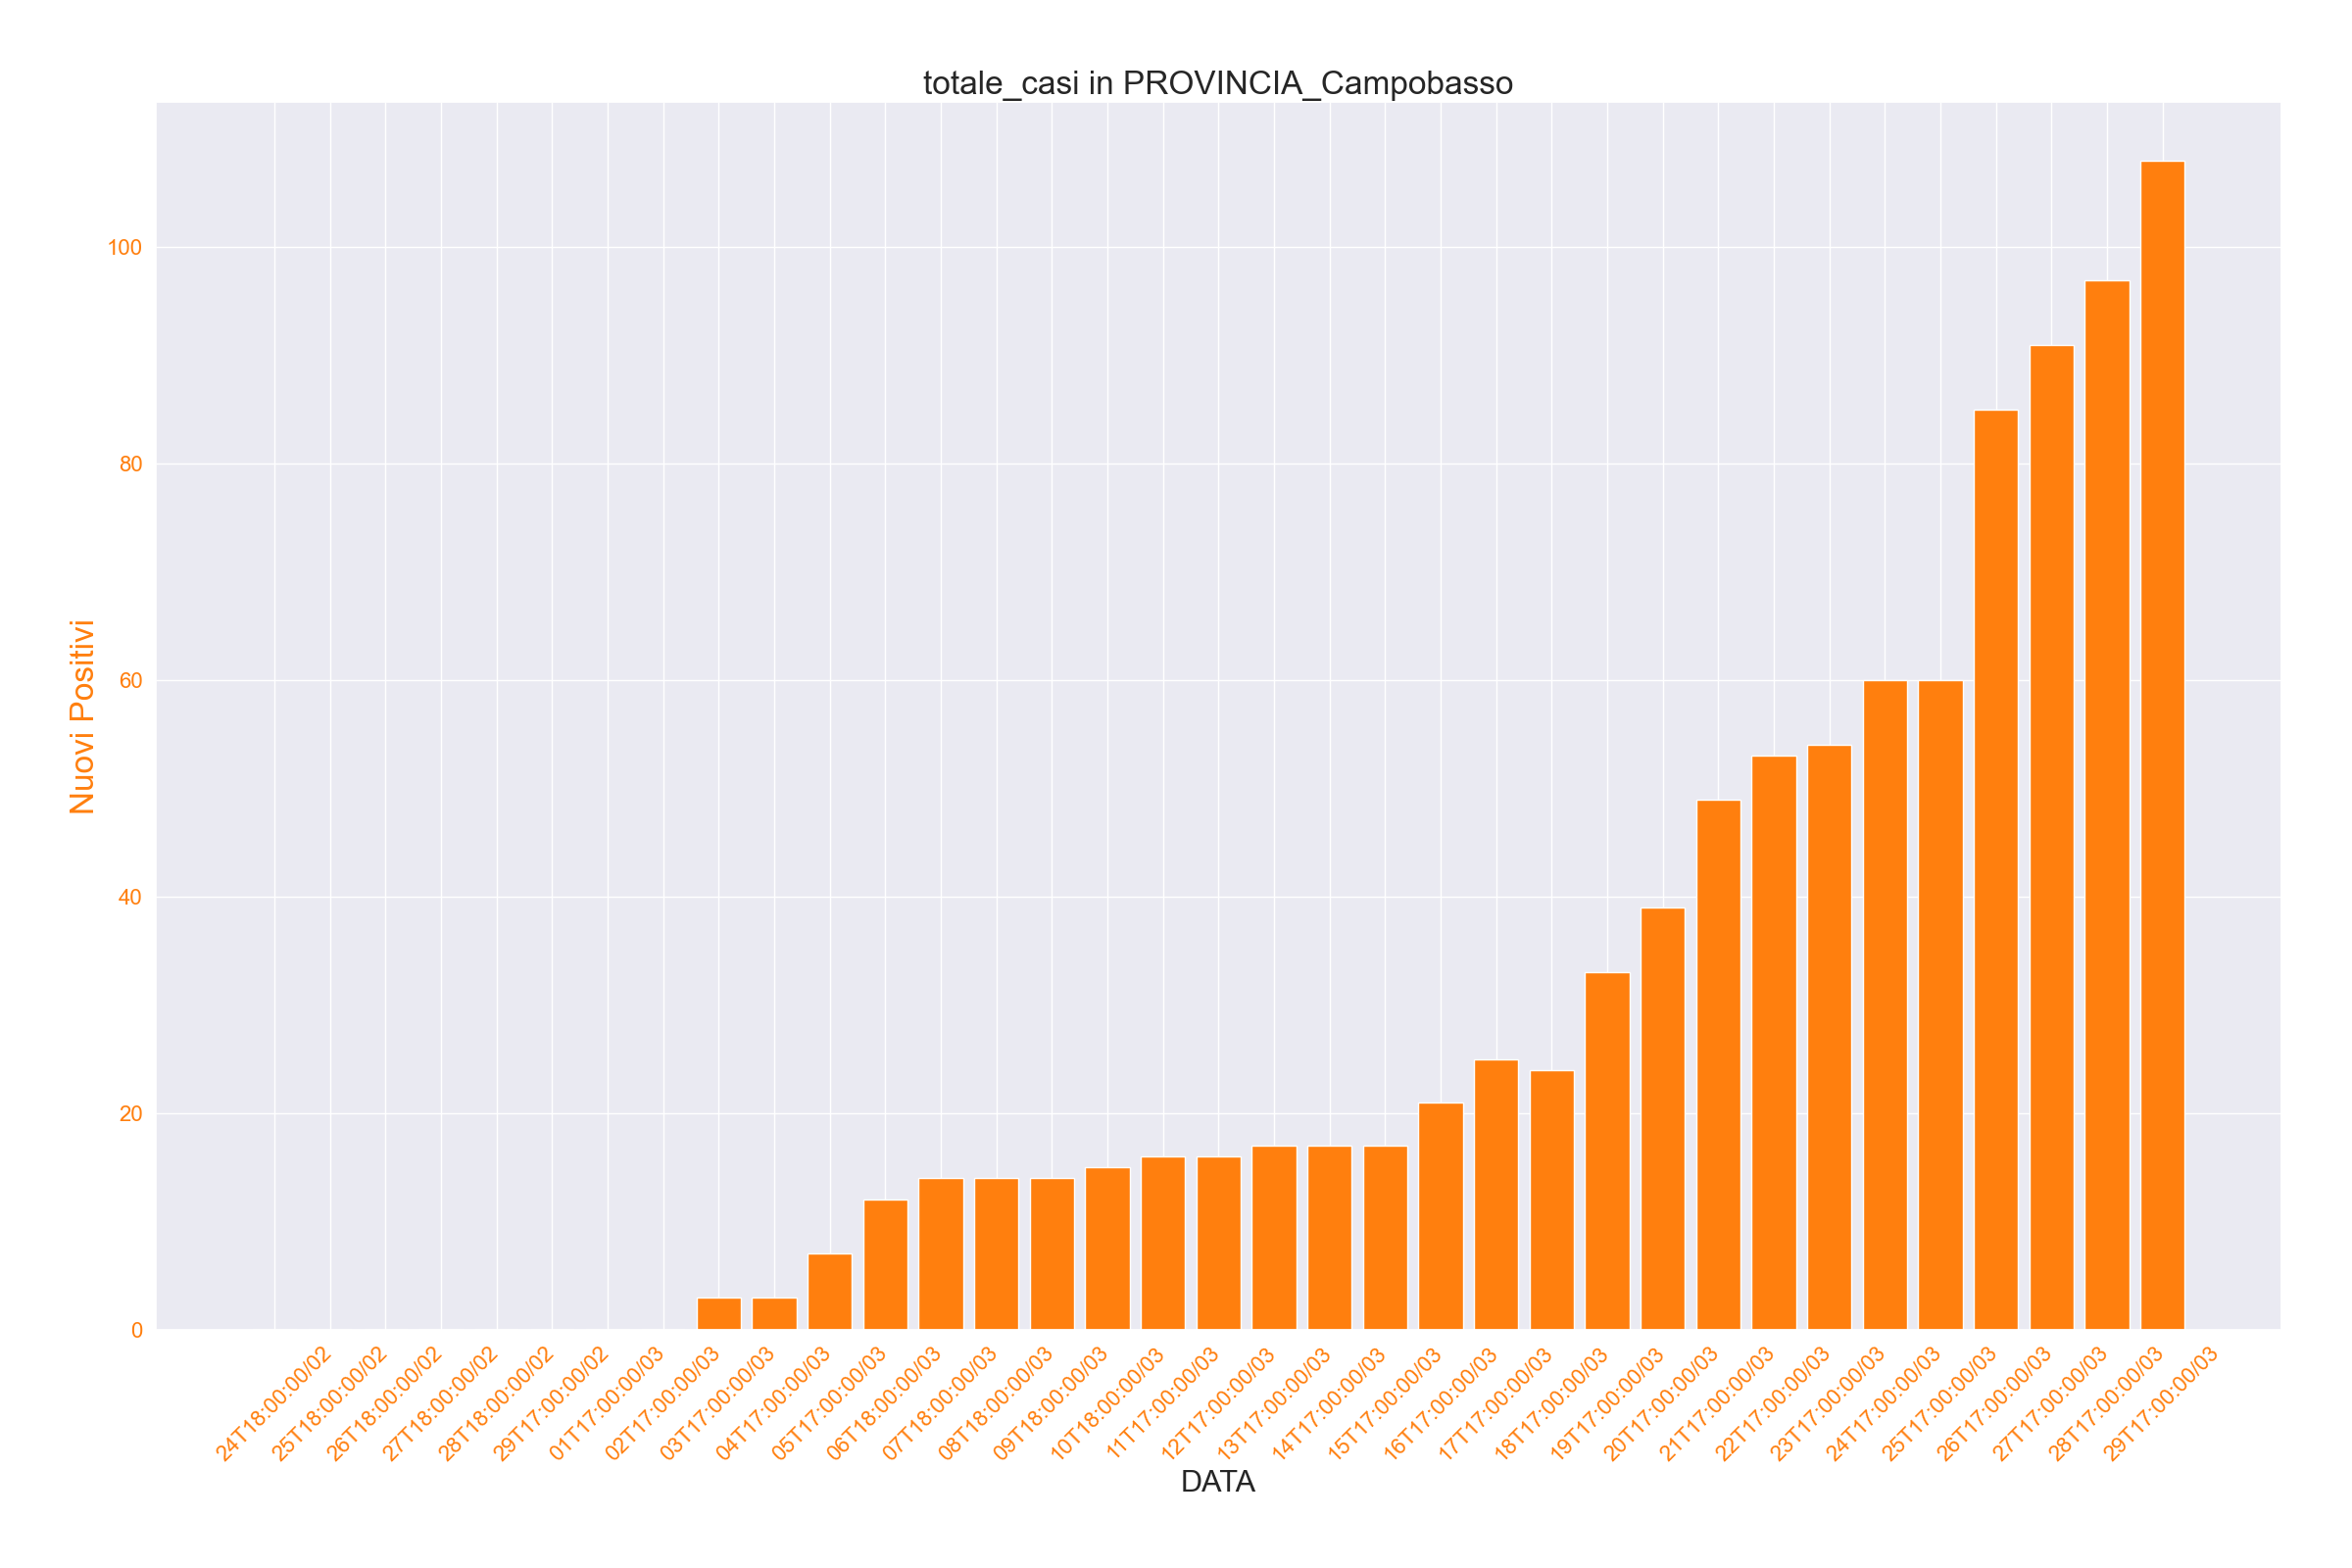 totale_casi in PROVINCIA_Campobasso
Nuovi Positivi
100
80
60
40
20
0
24T18:00:00/02
25T18:00:00/02
26T18:00:00/02
27T18:00:00/02
28T18:00:00/02
29T17:00:00/02
01T17:00:00/03
02T17:00:00/03
03T17:00:00/03
04T17:00:00/03
05T17:00:00/03
06T18:00:00/03
07T18:00:00/03
08T18:00:00/03
09T18:00:00/03
10T18:00:00/03
11T17:00:00/03
12T17:00:00/03
13T17:00:00/03
14T17:00:00/03
15T17:00:00/03
16T17:00:00/03
17T17:00:00/03
18T17:00:00/03
19T17:00:00/03
20T17:00:00/03
21T17:00:00/03
22T17:00:00/03
23T17:00:00/03
24T17:00:00/03
25T17:00:00/03
26T17:00:00/03
27T17:00:00/03
28T17:00:00/03
29T17:00:00/03
DATA